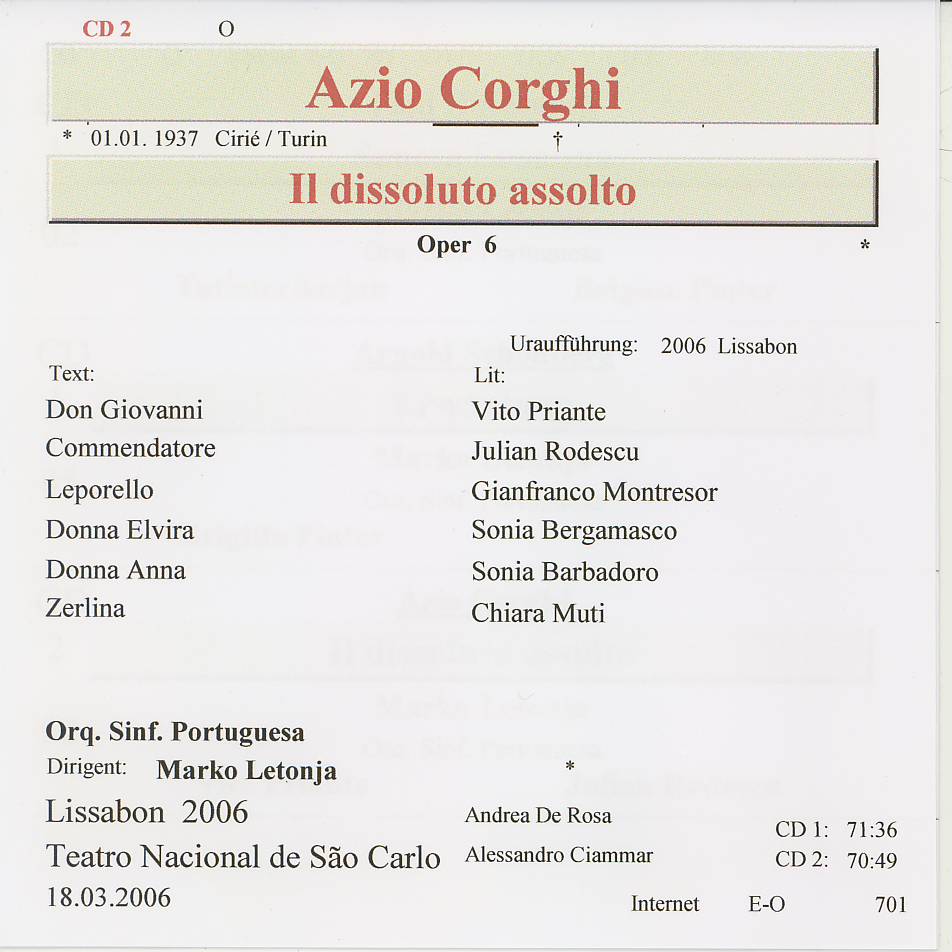 CD 2 O
Azio Corghi
* 01.01. 1937 Cirié / Turin †
Il dissoluto assolto
Oper 6 *
Uraufführung: 2006 Lissabon
Text: Lit:
Don Giovanni Vito Priante
Commendatore Julian Rodescu
Leporello Gianfranco Montresor
Donna Elvira Sonia Bergamasco
Donna Anna Sonia Barbadoro
Zerlina Chiara Muti
Orq. Sinf. Portuguesa
Dirigent: Marko Letonja *
Lissabon 2006 Andrea De Rosa CD 1: 71:36
Teatro Nacional de São Carlo Alessandro Ciammar CD 2: 70:49
18.03.2006 Internet E-O 701